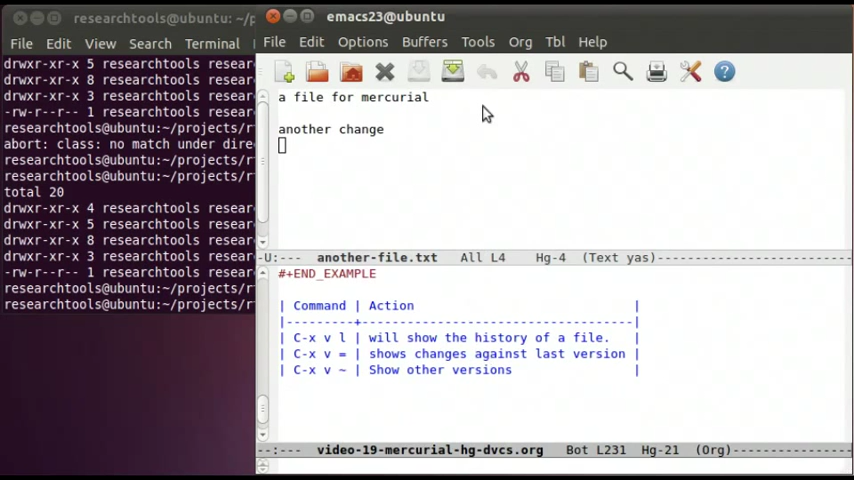 researchtools@ubuntu: ~/p
File Edit View Search Terminal
drwxr-xr-x 5 researchtools resear
drwxr-xr-x 8 researchtools resear
drwxr-xr-x 3 researchtools resear
-rw-r--r-- 1 researchtools resear
researchtools@ubuntu:~/projects/r
abort: class: no match under dire
researchtools@ubuntu:~/projects/r
researchtools@ubuntu:~/projects/r
total 20
drwxr-xr-x 4 researchtools resear
drwxr-xr-x 5 researchtools resear
drwxr-xr-x 8 researchtools resear
drwxr-xr-x 3 researchtools resear
-rw-r--r-- 1 researchtools resear
researchtools@ubuntu:~/projects/r
researchtools@ubuntu:~/projects/r
emacs23@ubuntu
File Edit Options Buffers Tools Org Tbl Help
a file for mercurial
another change
-U:--- another-file.txt All L4 Hg-4 (Text yas)
#+END_EXAMPLE
| Command | Action |
|---------+-----------------------------------|
| C-x v l | will show the history of a file. |
| C-x v = | shows changes against last version |
| C-x v ~ | Show other versions |
--:--- video-19-mercurial-hg-dvcs.org Bot L231 Hg-21 (Org)